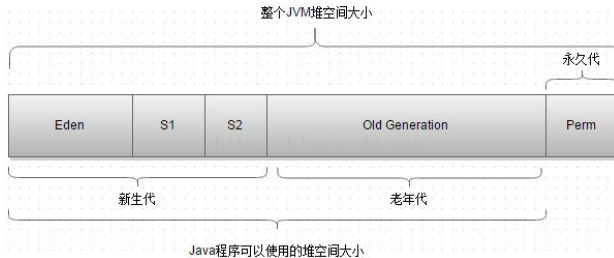 整个JVM堆空间大小
永久代
Eden S1 S2 Old Generation Perm
新生代 老年代
Java程序可以使用的堆空间大小